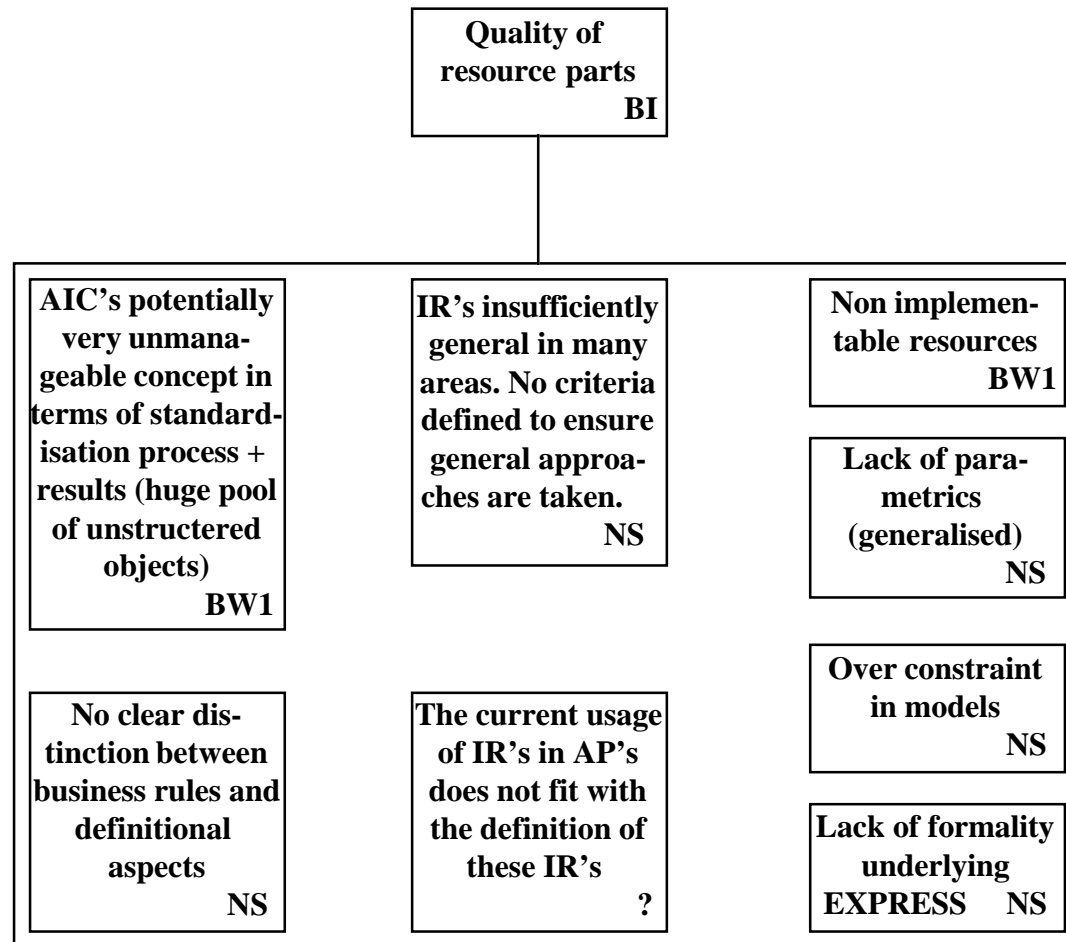 Quality of
resource parts
BI
AIC’s potentially
very unmana-
geable concept in
terms of standard-
isation process +
results (huge pool
of unstructered
objects)
BW1
No clear dis-
tinction between
business rules and
definitional
aspects
NS
IR’s insufficiently
general in many
areas. No criteria
defined to ensure
general approa-
ches are taken.
NS
The current usage
of IR’s in AP’s
does not fit with
the definition of
these IR’s
?
Non implemen-
table resources
BW1
Lack of para-
metrics
(generalised)
NS
Over constraint
in models
NS
Lack of formality
underlying
EXPRESS NS